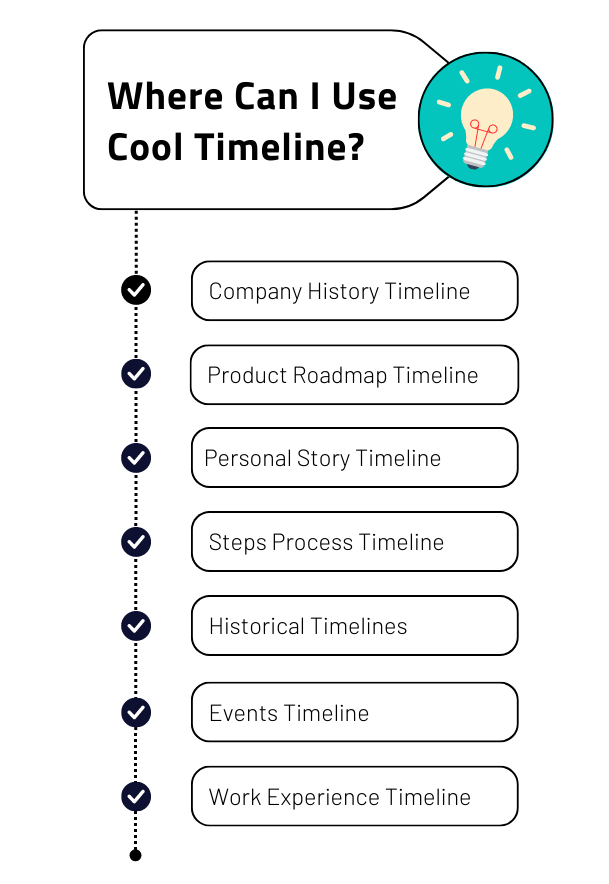 Where Can I Use
Cool Timeline?
Company History Timeline
Product Roadmap Timeline
Personal Story Timeline
Steps Process Timeline
Historical Timelines
Events Timeline
Work Experience Timeline